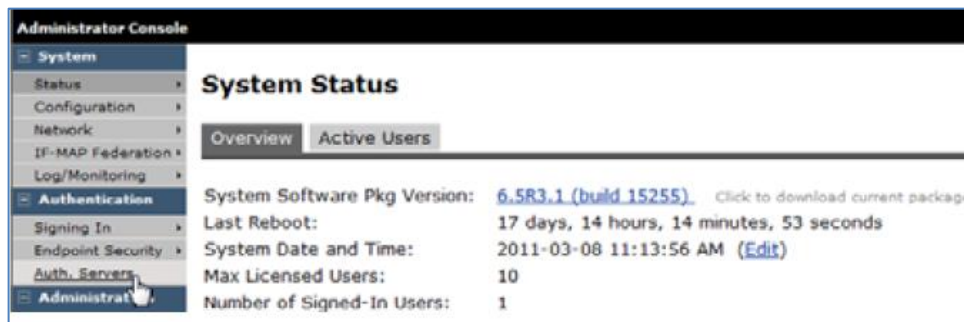 Administrator Console
System
Status
Configuration
Network
IF-MAP Federation
Log/Monitoring
Authentication
Signing In
Endpoint Security
Auth. Servers
System Status
Overview
Active Users
System Software Pkg Version: 6.5R3.1 (build 15255) Click to download current package
Last Reboot: 17 days, 14 hours, 14 minutes, 53 seconds
System Date and Time: 2011-03-08 11:13:56 AM (Edit)
Max Licensed Users: 10
Number of Signed-In Users: 1